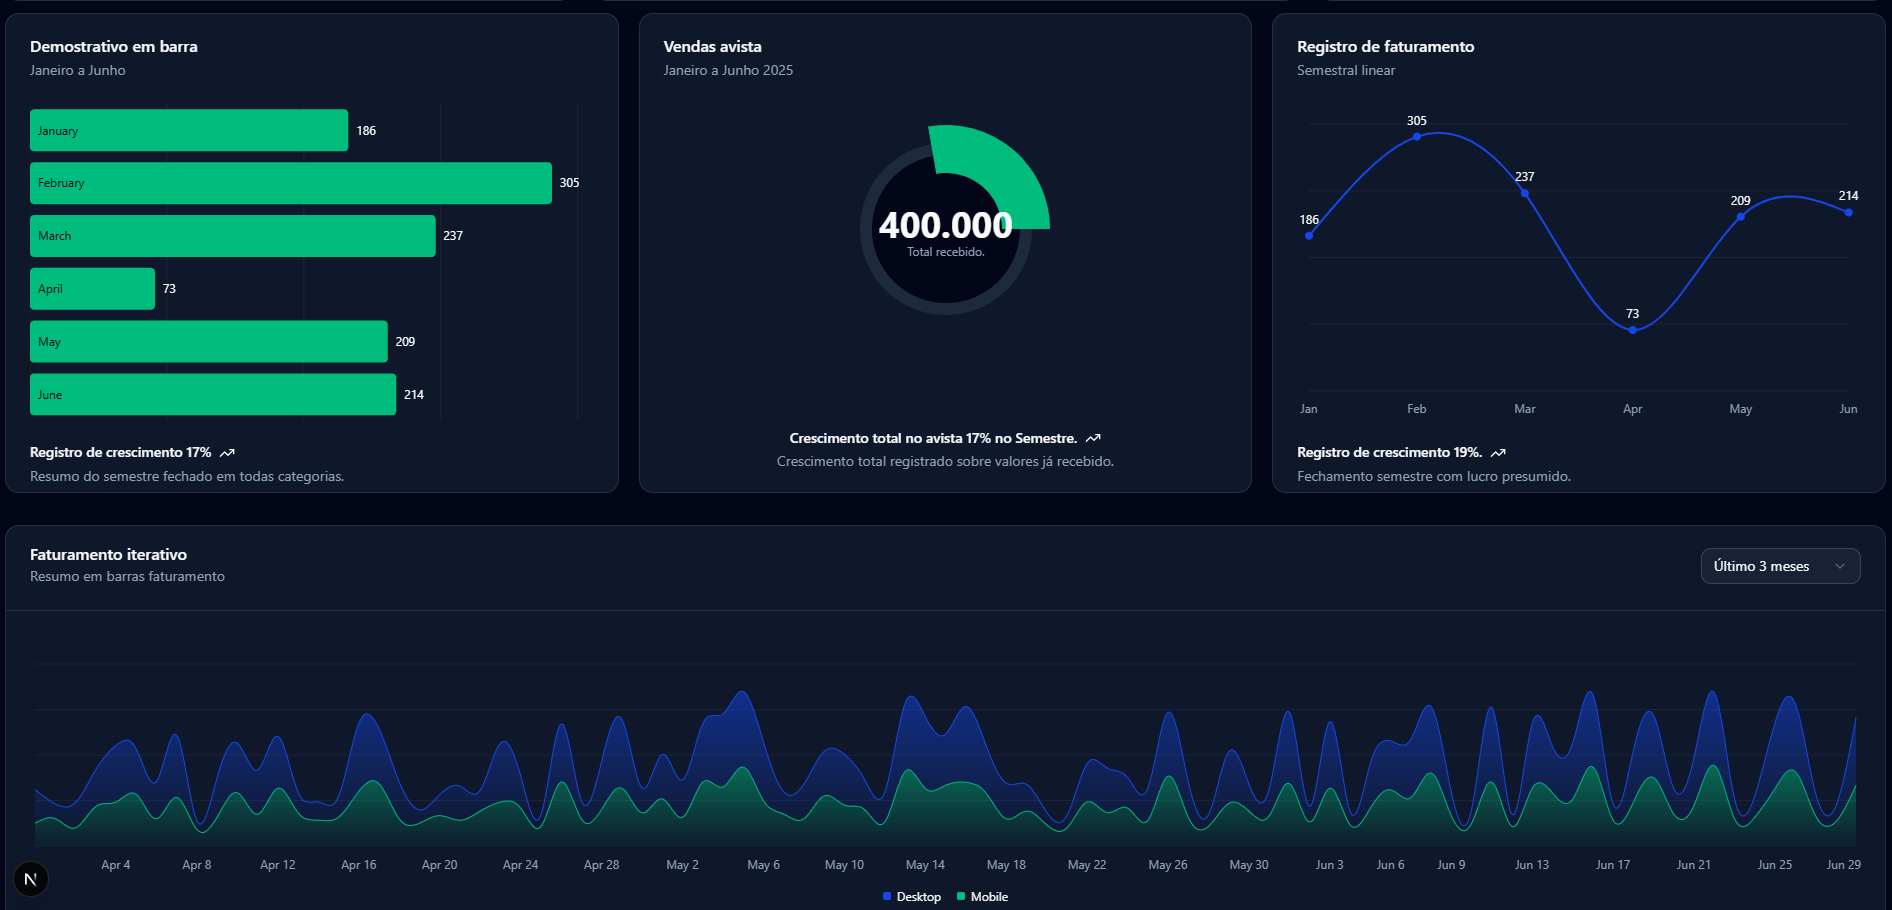 Demostrativo em barra
Janeiro a Junho
January 186
February 305
March 237
April 73
May 209
June 214
Registro de crescimento 17%
Resumo do semestre fechado em todas categorias.
Vendas avista
Janeiro a Junho 2025
400.000
Total recebido.
Crescimento total no avista 17% no Semestre.
Crescimento total registrado sobre valores já recebido.
Registro de faturamento
Semestral linear
186 305 237 73 209 214
Jan Feb Mar Apr May Jun
Registro de crescimento 19%.
Fechamento semestre com lucro presumido.
Faturamento iterativo
Resumo em barras faturamento
Último 3 meses
Apr 4 Apr 8 Apr 12 Apr 16 Apr 20 Apr 24 Apr 28 May 2 May 6 May 10 May 14 May 18 May 22 May 26 May 30 Jun 3 Jun 6 Jun 9 Jun 13 Jun 17 Jun 21 Jun 25 Jun 29
Desktop Mobile
N